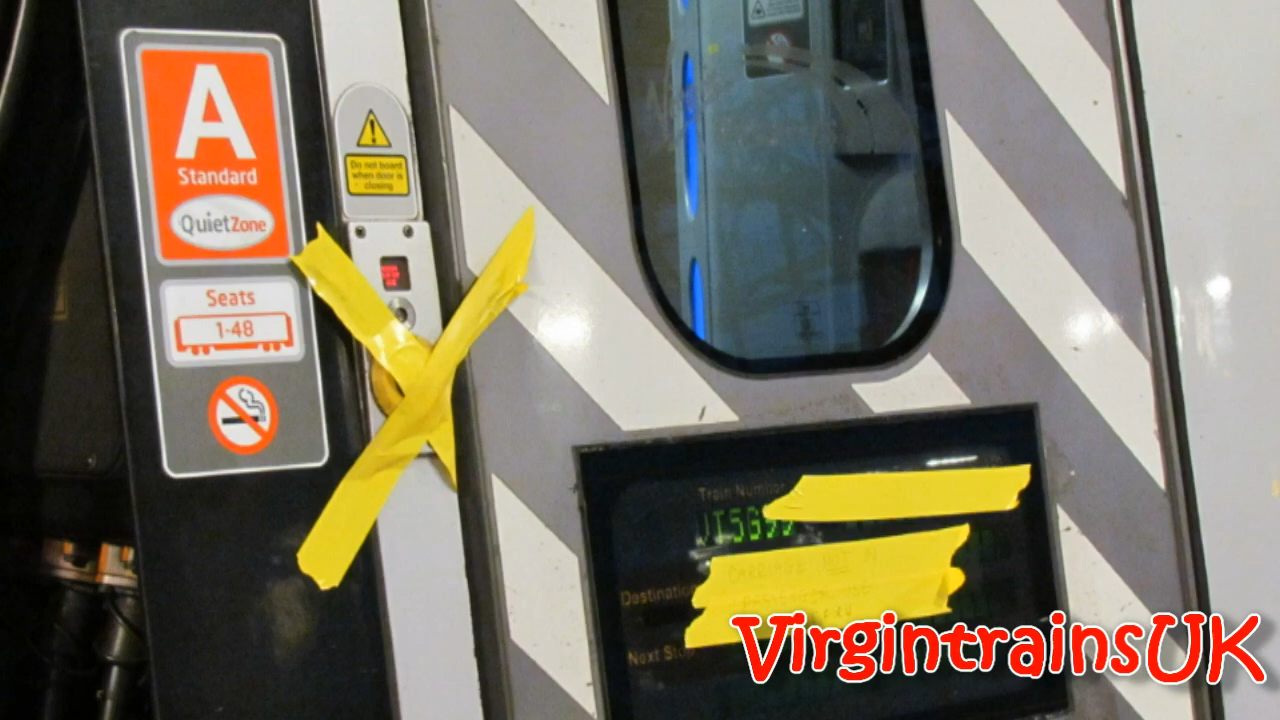 A
Standard
QuietZone
Seats
1-48
Do not board
when door is
closing
Train Number
Destination
Next Stop
VirgintrainsUK